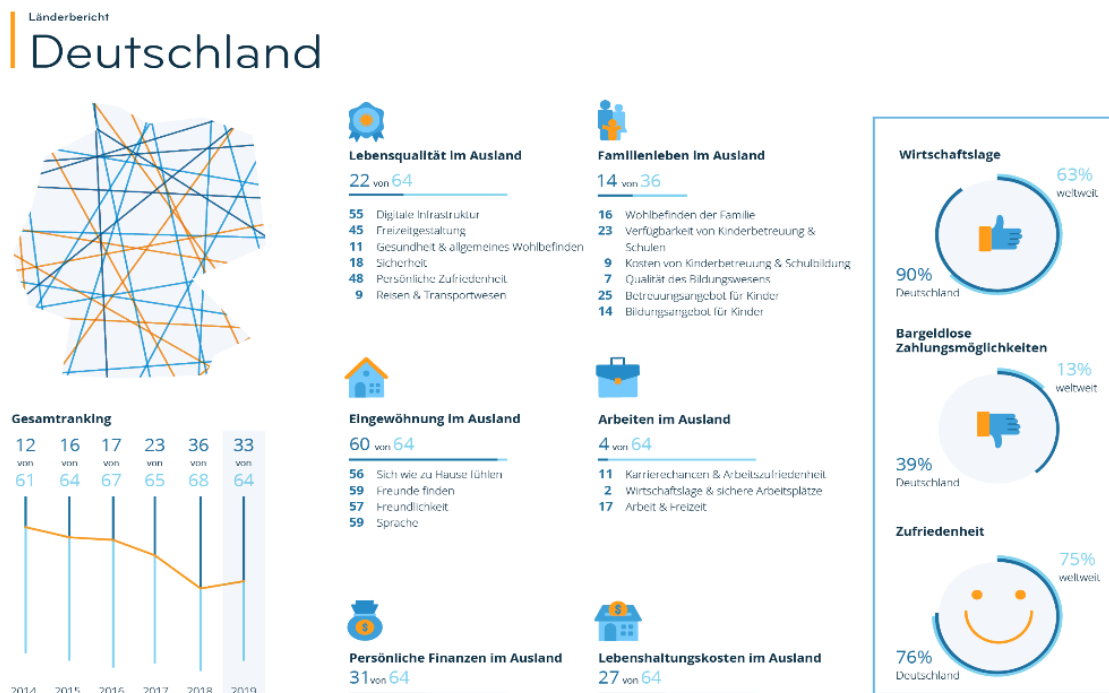 Länderbericht
Deutschland
Gesamtranking
12 16 17 23 36 33
von von von von von von
61 64 67 65 68 64
2014 2015 2016 2017 2018 2019
Lebensqualität im Ausland
22 von 64
55 Digitale Infrastruktur
45 Freizeitgestaltung
11 Gesundheit & allgemeines Wohlbefinden
18 Sicherheit
48 Persönliche Zufriedenheit
9 Reisen & Transportwesen
Familienleben im Ausland
14 von 36
16 Wohlbefinden der Familie
23 Verfügbarkeit von Kinderbetreuung &
Schulen
9 Kosten von Kinderbetreuung & Schulbildung
7 Qualität des Bildungswesens
25 Betreuungsangebot für Kinder
14 Bildungsangebot für Kinder
Eingewöhnung im Ausland
60 von 64
56 Sich wie zu Hause fühlen
59 Freunde finden
57 Freundlichkeit
59 Sprache
Arbeiten im Ausland
4 von 64
11 Karrierechancen & Arbeitszufriedenheit
2 Wirtschaftslage & sichere Arbeitsplätze
17 Arbeit & Freizeit
Persönliche Finanzen im Ausland
31 von 64
Lebenshaltungskosten im Ausland
27 von 64
Wirtschaftslage
63%
weltweit
90%
Deutschland
Bargeldlose
Zahlungsmöglichkeiten
13%
weltweit
39%
Deutschland
Zufriedenheit
75%
weltweit
76%
Deutschland